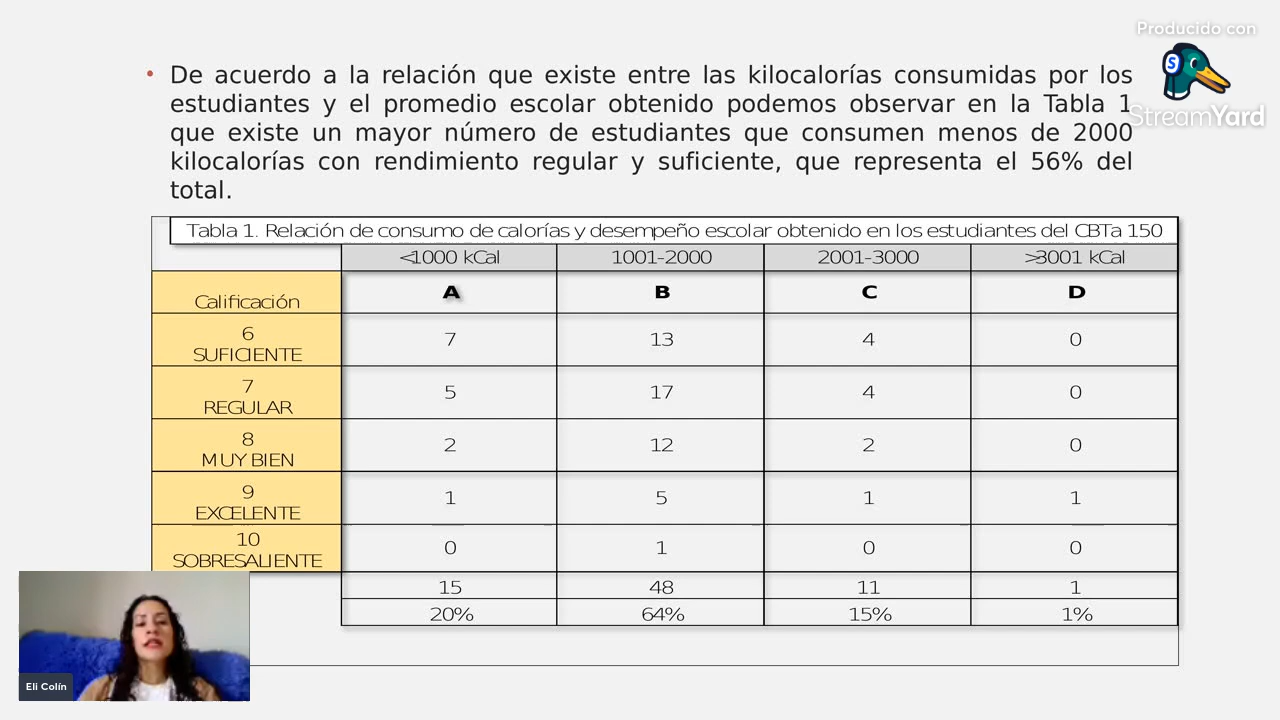 Producido con
StreamYard
• De acuerdo a la relación que existe entre las kilocalorías consumidas por los
estudiantes y el promedio escolar obtenido podemos observar en la Tabla 1
que existe un mayor número de estudiantes que consumen menos de 2000
kilocalorías con rendimiento regular y suficiente, que representa el 56% del
total.
Tabla 1. Relación de consumo de calorías y desempeño escolar obtenido en los estudiantes del CBTa 150
<1000 kCal 1001-2000 2001-3000 >3001 kCal
Calificación A B C D
6
SUFICIENTE 7 13 4 0
7
REGULAR 5 17 4 0
8
MUY BIEN 2 12 2 0
9
EXCELENTE 1 5 1 1
10
SOBRESALIENTE 0 1 0 0
15 48 11 1
20% 64% 15% 1%
Eli Colín